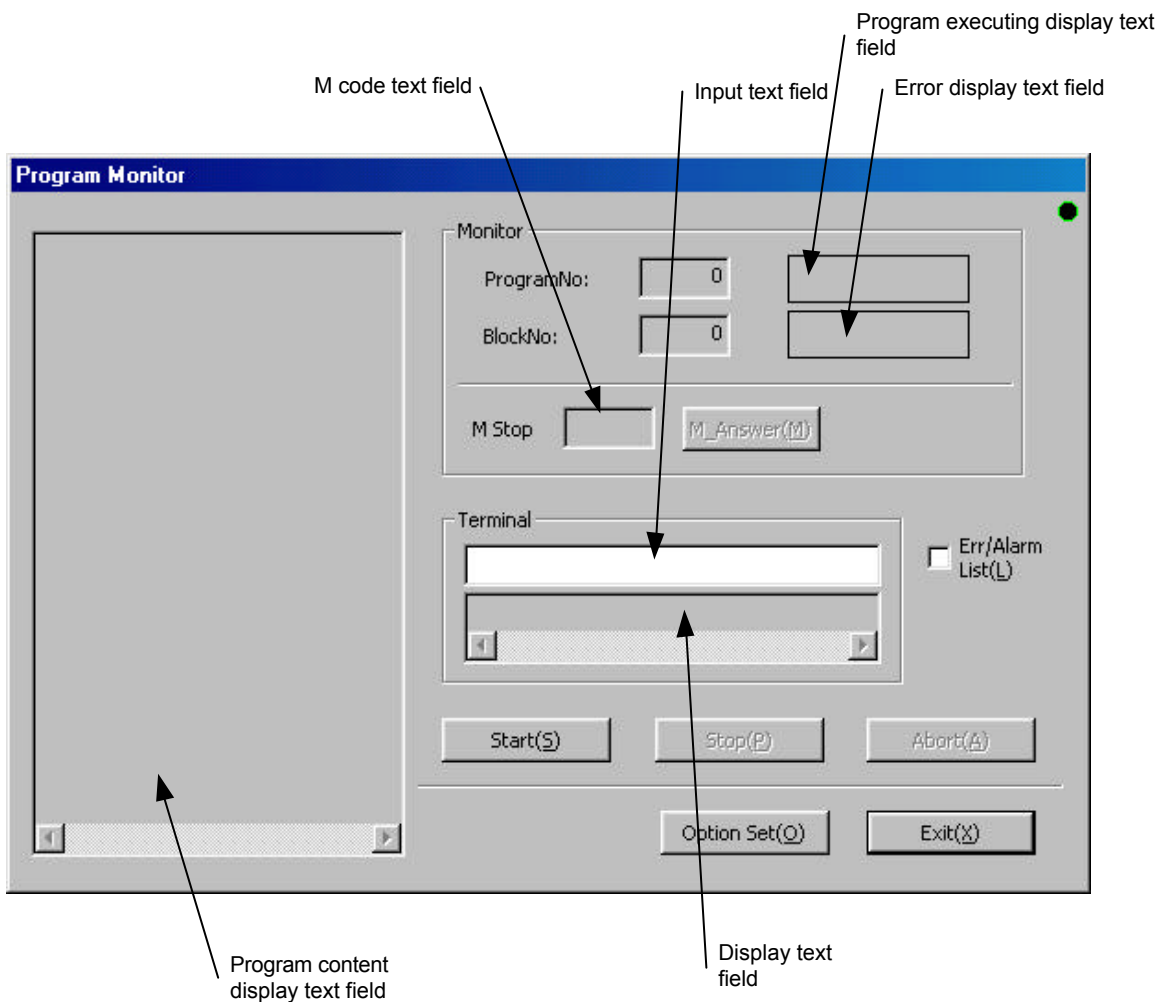 Program executing display text
field
M code text field
Input text field
Error display text field
Program Monitor
Monitor
ProgramNo:
0
BlockNo:
0
M Stop
M_Answer(M)
Terminal
Err/Alarm
List(L)
Start(S)
Stop(P)
Abort(A)
Option Set(O)
Exit(X)
Program content
display text field
Display text
field